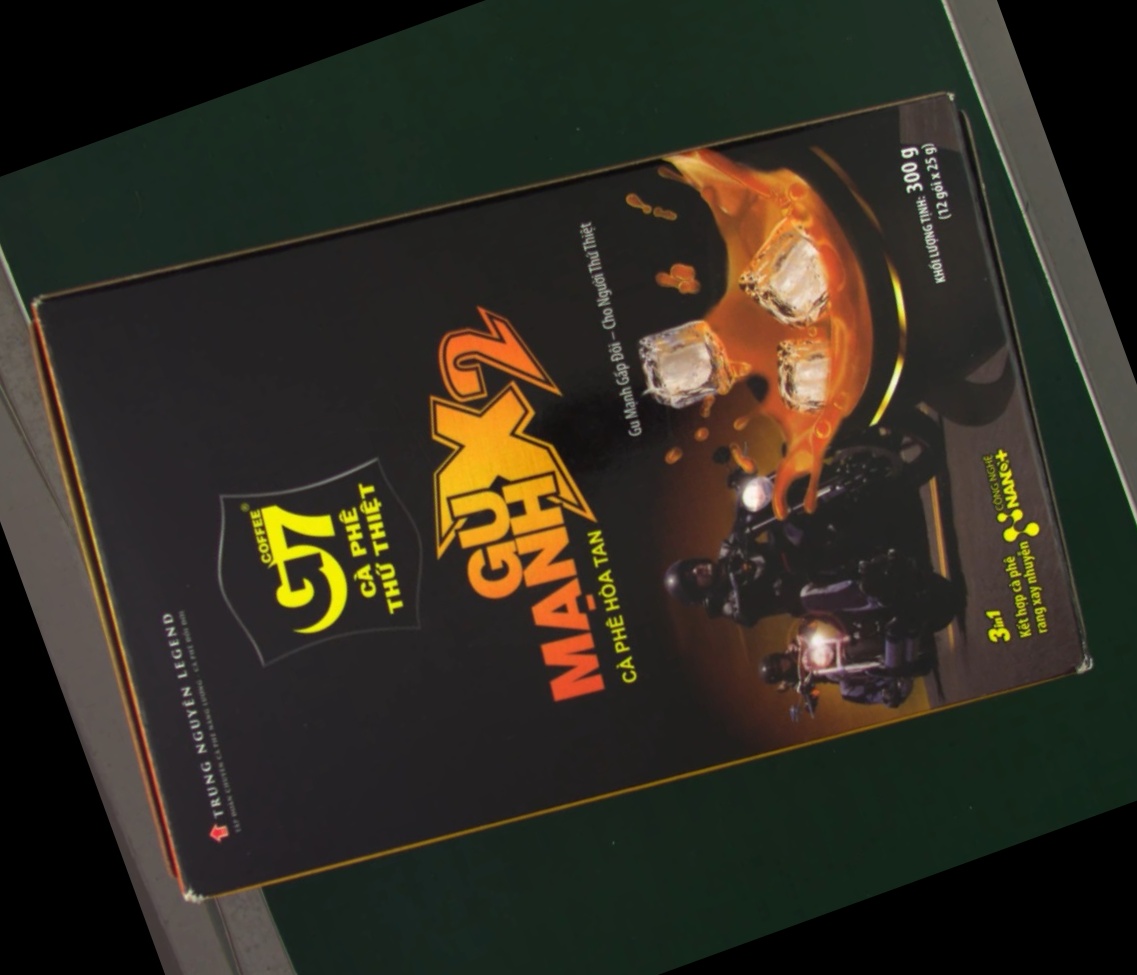 TRUNG NGUYÊN LEGEND
COFFEE
G7
®
CÀ PHÊ
THỨ THIỆT
GU
MẠNH X2
CÀ PHÊ HÒA TAN
Gu Mạnh Gấp Đôi – Cho Người Thứ Thiệt
3in1
Kết hợp cà phê
rang xay nhuyễn
CÔNG NGHỆ
NANO+
KHỐI LƯỢNG TỊNH: 300 g
(12 gói x 25 g)